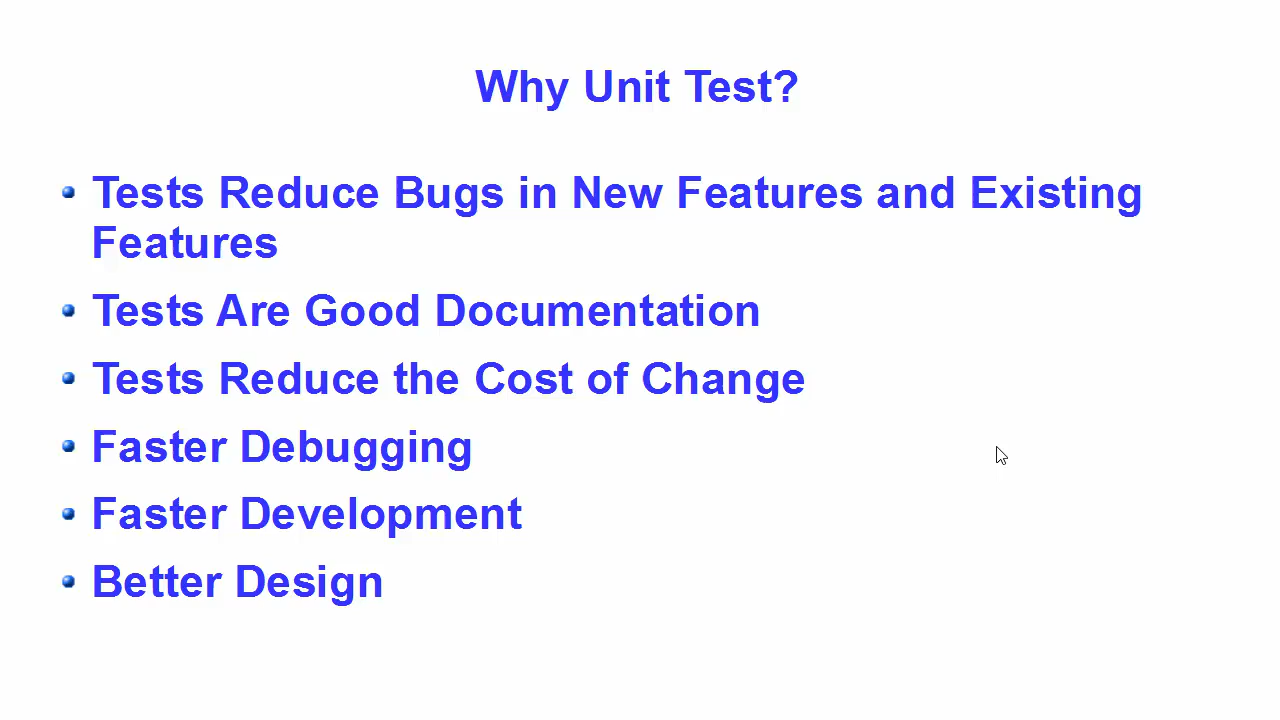 Why Unit Test?
Tests Reduce Bugs in New Features and Existing
Features
Tests Are Good Documentation
Tests Reduce the Cost of Change
Faster Debugging
Faster Development
Better Design